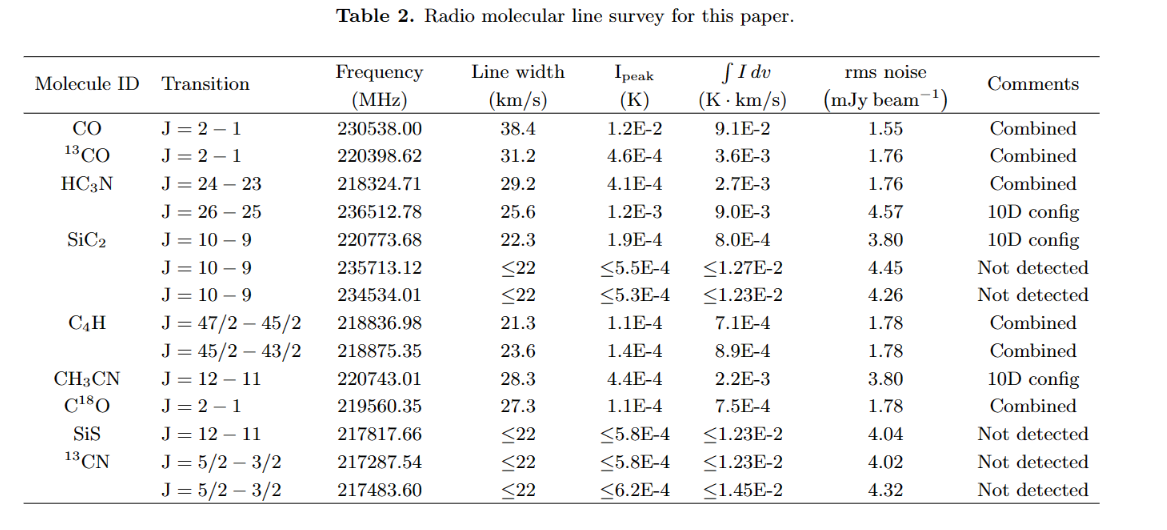 Table 2. Radio molecular line survey for this paper.
Molecule ID Transition Frequency (MHz) Line width (km/s) I_peak (K) ∫ I dv (K · km/s) rms noise (mJy beam⁻¹) Comments
CO J = 2 − 1 230538.00 38.4 1.2E-2 9.1E-2 1.55 Combined
¹³CO J = 2 − 1 220398.62 31.2 4.6E-4 3.6E-3 1.76 Combined
HC₃N J = 24 − 23 218324.71 29.2 4.1E-4 2.7E-3 1.76 Combined
J = 26 − 25 236512.78 25.6 1.2E-3 9.0E-3 4.57 10D config
SiC₂ J = 10 − 9 220773.68 22.3 1.9E-4 8.0E-4 3.80 10D config
J = 10 − 9 235713.12 ≤22 ≤5.5E-4 ≤1.27E-2 4.45 Not detected
J = 10 − 9 234534.01 ≤22 ≤5.3E-4 ≤1.23E-2 4.26 Not detected
C₄H J = 47/2 − 45/2 218836.98 21.3 1.1E-4 7.1E-4 1.78 Combined
J = 45/2 − 43/2 218875.35 23.6 1.4E-4 8.9E-4 1.78 Combined
CH₃CN J = 12 − 11 220743.01 28.3 4.4E-4 2.2E-3 3.80 10D config
C¹⁸O J = 2 − 1 219560.35 27.3 1.1E-4 7.5E-4 1.78 Combined
SiS J = 12 − 11 217817.66 ≤22 ≤5.8E-4 ≤1.23E-2 4.04 Not detected
¹³CN J = 5/2 − 3/2 217287.54 ≤22 ≤5.8E-4 ≤1.23E-2 4.02 Not detected
J = 5/2 − 3/2 217483.60 ≤22 ≤6.2E-4 ≤1.45E-2 4.32 Not detected